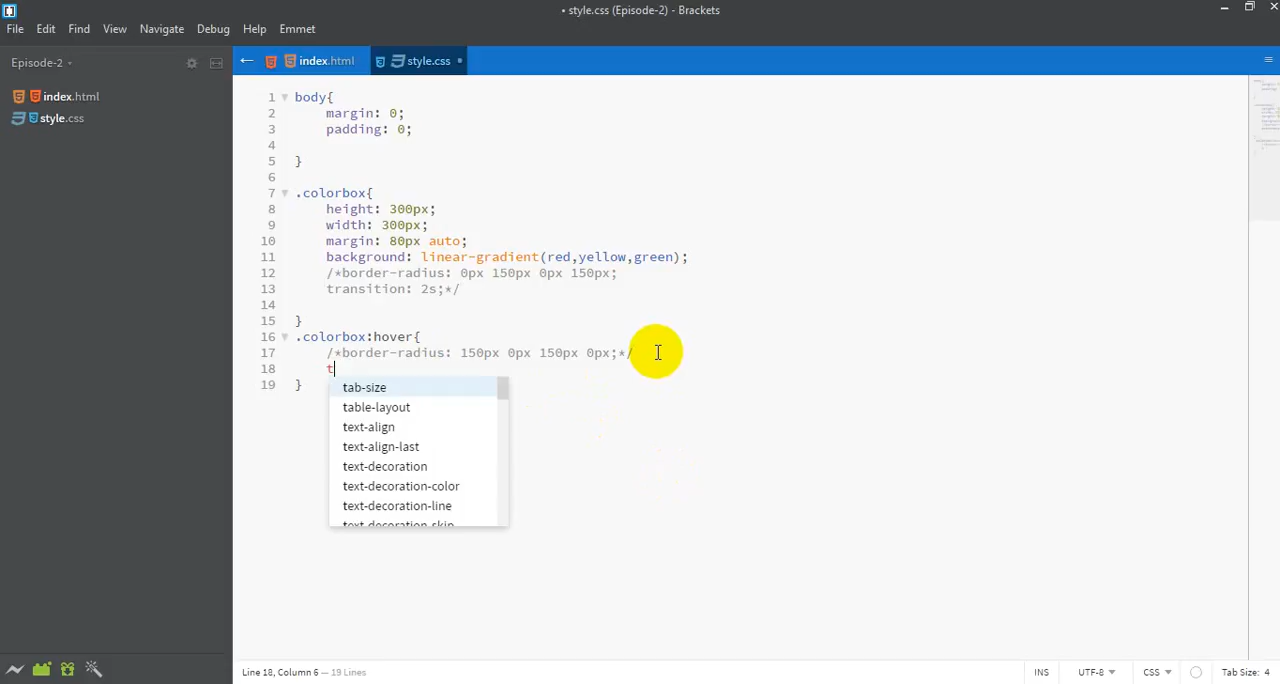 • style.css (Episode-2) - Brackets
File Edit Find View Navigate Debug Help Emmet
Episode-2
index.html
style.css
index.html style.css •
1 body{
2 margin: 0;
3 padding: 0;
4
5 }
6
7 .colorbox{
8 height: 300px;
9 width: 300px;
10 margin: 80px auto;
11 background: linear-gradient(red,yellow,green);
12 /*border-radius: 0px 150px 0px 150px;
13 transition: 2s;*/
14
15 }
16 .colorbox:hover{
17 /*border-radius: 150px 0px 150px 0px;*/
18 t
19 }
tab-size
table-layout
text-align
text-align-last
text-decoration
text-decoration-color
text-decoration-line
text-decoration-skip
Line 18, Column 6 — 19 Lines
INS UTF-8 CSS Tab Size: 4